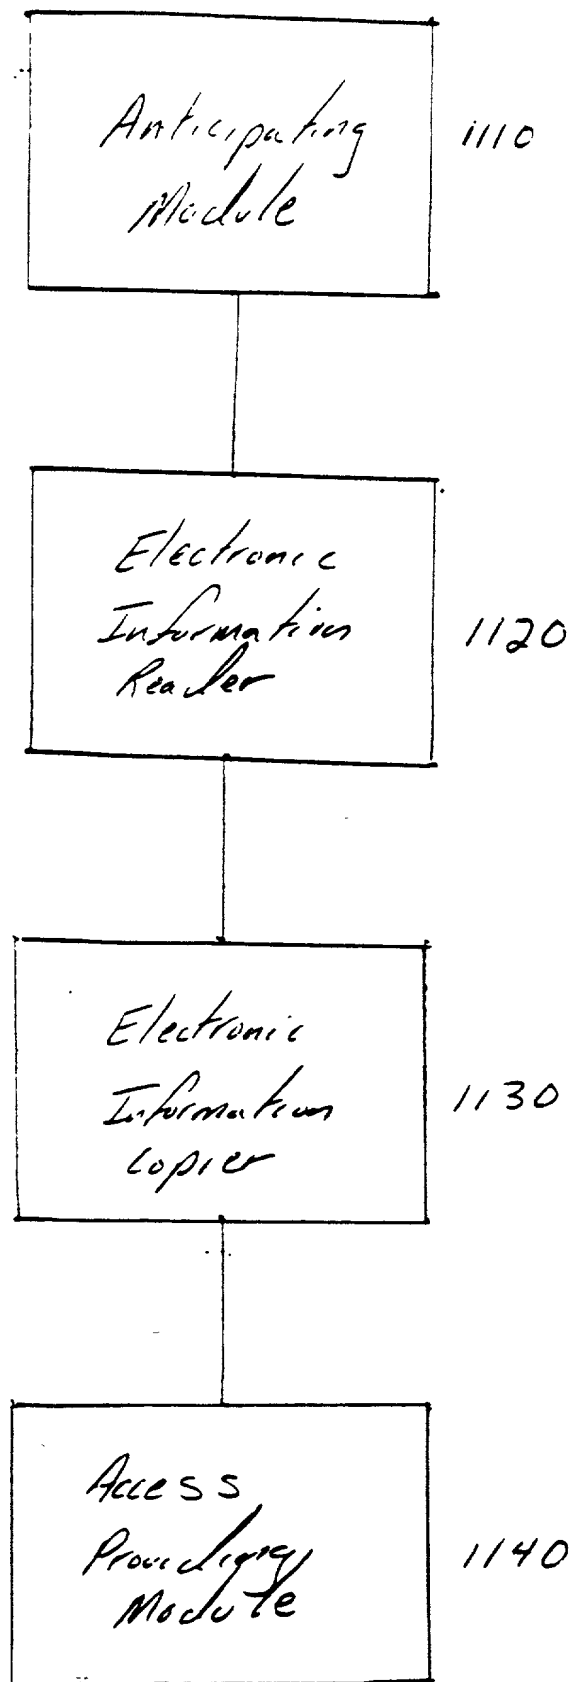 Anticipating
Module
1110
Electronic
Information
Reader
1120
Electronic
Information
Copier
1130
Access
Providing
Module
1140